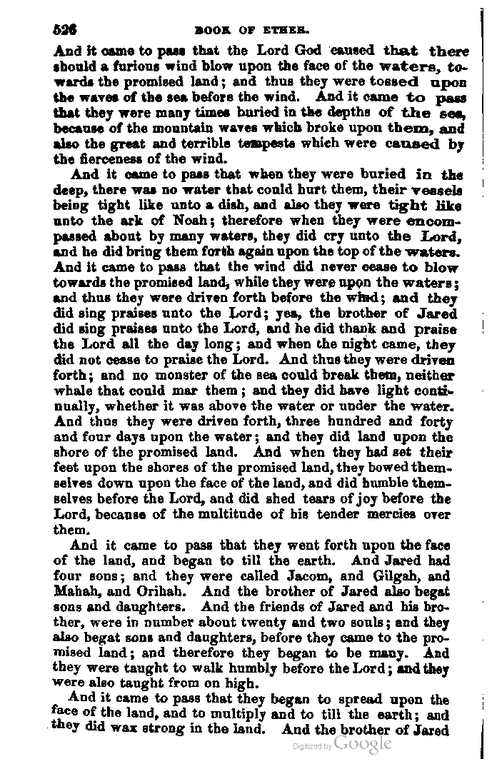 526 BOOK OF ETHER.
And it came to pass that the Lord God caused that there
should a furious wind blow upon the face of the waters, to-
wards the promised land; and thus they were tossed upon
the waves of the sea before the wind. And it came to pass
that they were many times buried in the depths of the sea,
because of the mountain waves which broke upon them, and
also the great and terrible tempests which were caused by
the fierceness of the wind.
And it came to pass that when they were buried in the
deep, there was no water that could hurt them, their vessels
being tight like unto a dish, and also they were tight like
unto the ark of Noah; therefore when they were encom-
passed about by many waters, they did cry unto the Lord,
and he did bring them forth again upon the top of the waters.
And it came to pass that the wind did never cease to blow
towards the promised land, while they were upon the waters;
and thus they were driven forth before the wind; and they
did sing praises unto the Lord; yea, the brother of Jared
did sing praises unto the Lord, and he did thank and praise
the Lord all the day long; and when the night came, they
did not cease to praise the Lord. And thus they were driven
forth; and no monster of the sea could break them, neither
whale that could mar them; and they did have light conti-
nually, whether it was above the water or under the water.
And thus they were driven forth, three hundred and forty
and four days upon the water; and they did land upon the
shore of the promised land. And when they had set their
feet upon the shores of the promised land, they bowed them-
selves down upon the face of the land, and did humble them-
selves before the Lord, and did shed tears of joy before the
Lord, because of the multitude of his tender mercies over
them.
And it came to pass that they went forth upon the face
of the land, and began to till the earth. And Jared had
four sons; and they were called Jacom, and Gilgah, and
Mahah, and Orihah. And the brother of Jared also begat
sons and daughters. And the friends of Jared and his bro-
ther, were in number about twenty and two souls; and they
also begat sons and daughters, before they came to the pro-
mised land; and therefore they began to be many. And
they were taught to walk humbly before the Lord; and they
were also taught from on high.
And it came to pass that they began to spread upon the
face of the land, and to multiply and to till the earth; and
they did wax strong in the land. And the brother of Jared
Digitized by Google